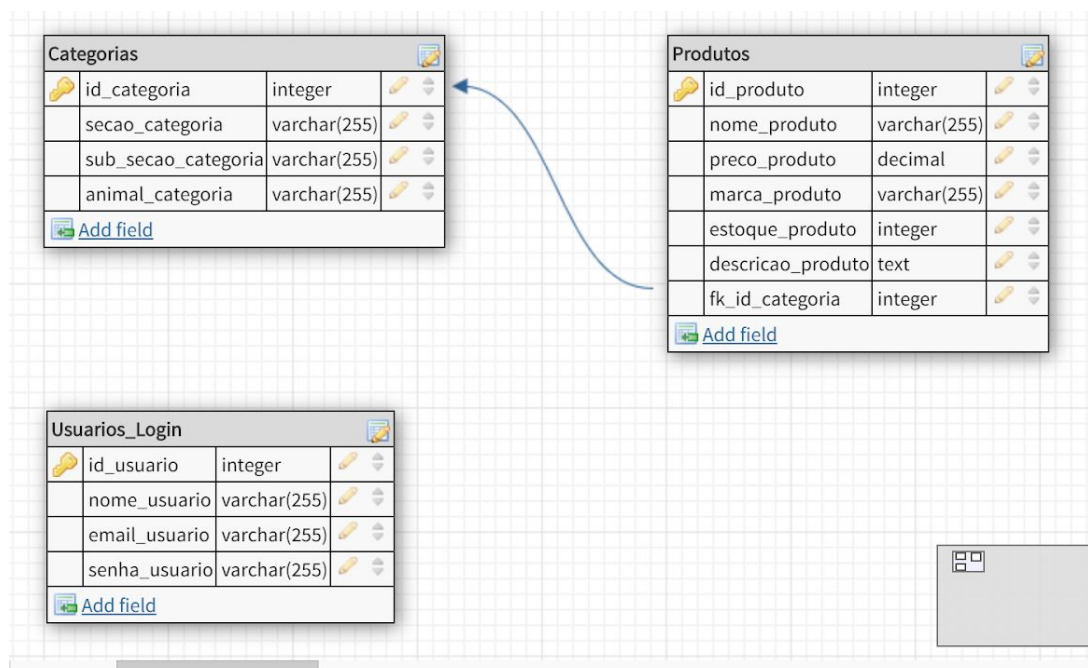 Categorias
id_categoria integer
secao_categoria varchar(255)
sub_secao_categoria varchar(255)
animal_categoria varchar(255)
Add field
Produtos
id_produto integer
nome_produto varchar(255)
preco_produto decimal
marca_produto varchar(255)
estoque_produto integer
descricao_produto text
fk_id_categoria integer
Add field
Usuarios_Login
id_usuario integer
nome_usuario varchar(255)
email_usuario varchar(255)
senha_usuario varchar(255)
Add field